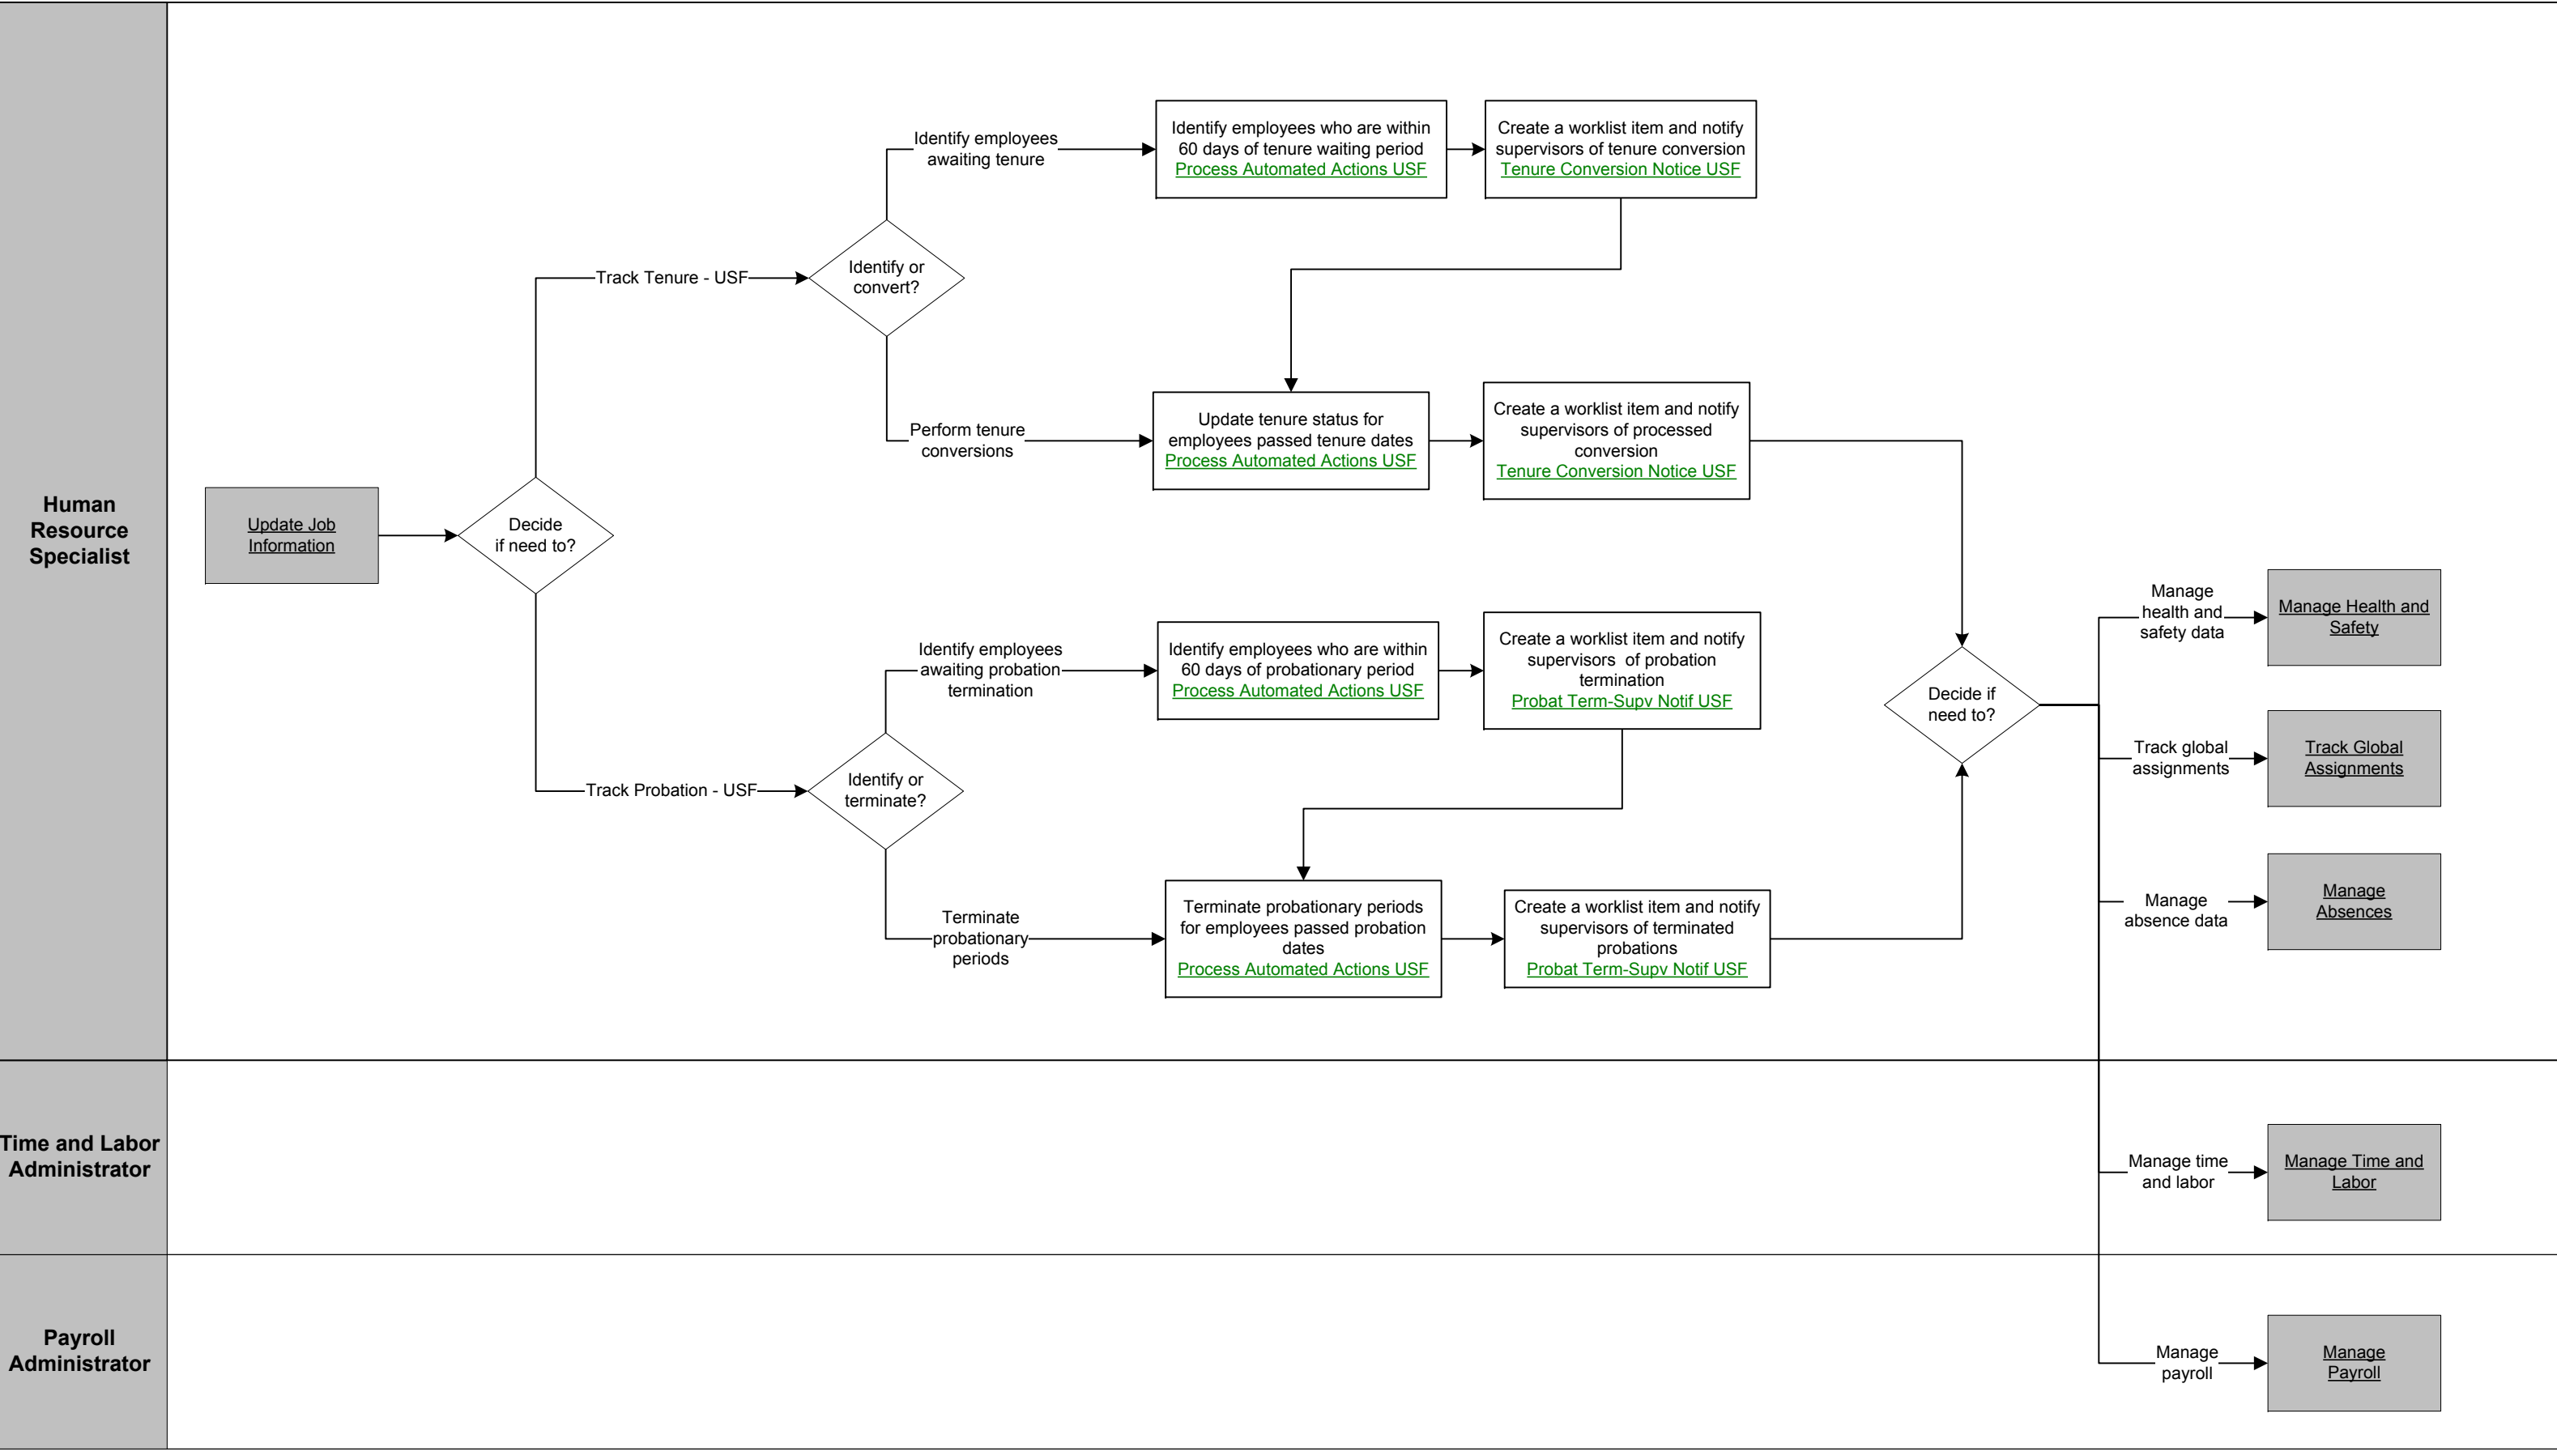 Human
Resource
Specialist
Update Job
Information
Decide
if need to?
Track Tenure - USF
Identify or
convert?
Identify employees
awaiting tenure
Identify employees who are within
60 days of tenure waiting period
Process Automated Actions USF
Create a worklist item and notify
supervisors of tenure conversion
Tenure Conversion Notice USF
Perform tenure
conversions
Update tenure status for
employees passed tenure dates
Process Automated Actions USF
Create a worklist item and notify
supervisors of processed
conversion
Tenure Conversion Notice USF
Track Probation - USF
Identify or
terminate?
Identify employees
awaiting probation
termination
Identify employees who are within
60 days of probationary period
Process Automated Actions USF
Create a worklist item and notify
supervisors of probation
termination
Probat Term-Supv Notif USF
Terminate
probationary
periods
Terminate probationary periods
for employees passed probation
dates
Process Automated Actions USF
Create a worklist item and notify
supervisors of terminated
probations
Probat Term-Supv Notif USF
Decide if
need to?
Manage
health and
safety data
Manage Health and
Safety
Track global
assignments
Track Global
Assignments
Manage
absence data
Manage
Absences
Time and Labor
Administrator
Manage time
and labor
Manage Time and
Labor
Payroll
Administrator
Manage
payroll
Manage
Payroll